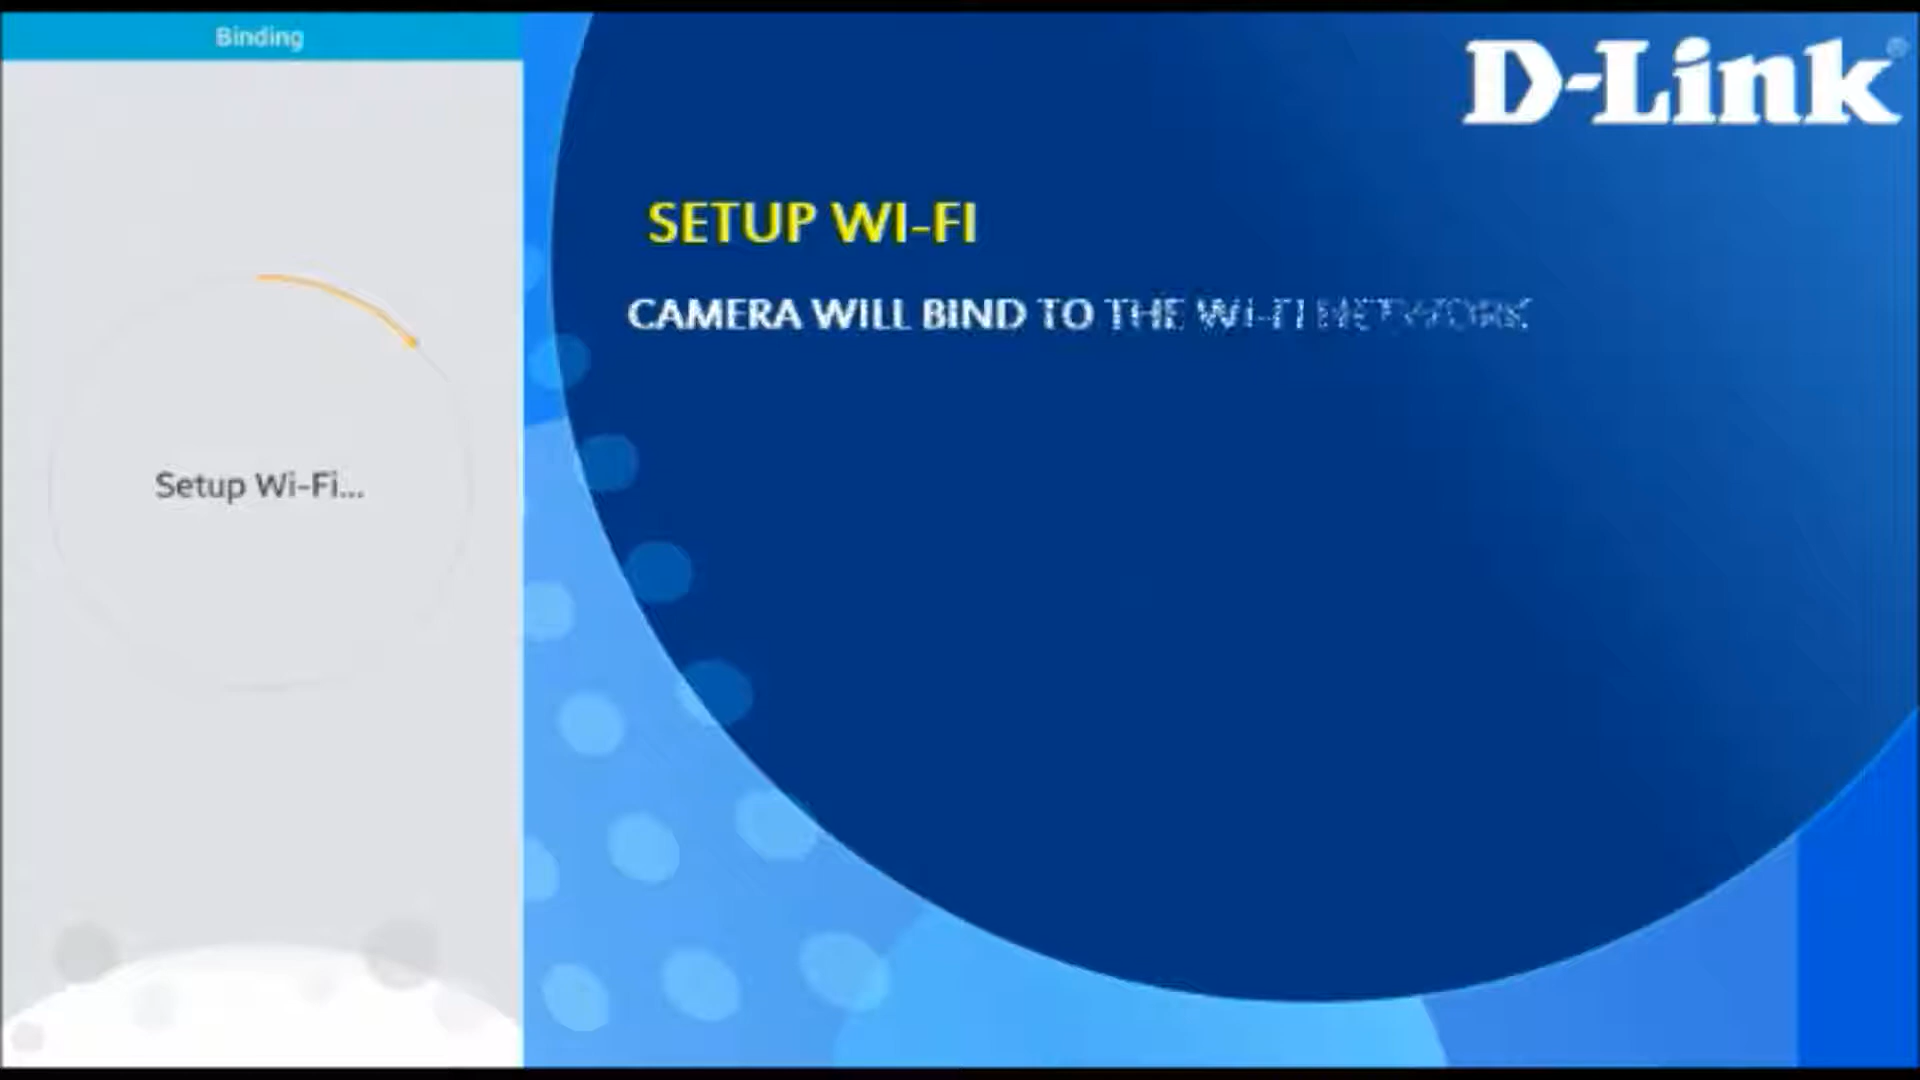 Binding
D-Link®
SETUP WI-FI
CAMERA WILL BIND TO THE WI-FI NETWORK
Setup Wi-Fi...